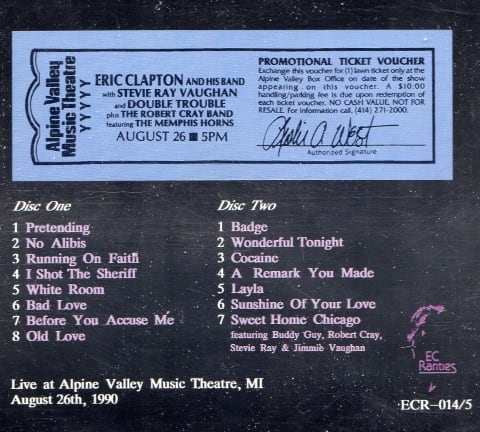 Alpine Valley
Music Theatre
ERIC CLAPTON AND HIS BAND
with STEVIE RAY VAUGHAN
and DOUBLE TROUBLE
plus THE ROBERT CRAY BAND
featuring THE MEMPHIS HORNS
AUGUST 26 ■ 5PM
PROMOTIONAL TICKET VOUCHER
Exchange this voucher for (1) lawn ticket only at the
Alpine Valley Box Office on date of the show
appearing on this voucher. A $10.00
handling/parking fee is due upon redemption of
each ticket voucher. NO CASH VALUE, NOT FOR
RESALE. For information call, (414) 271-2000.
Authorized Signature
Disc One
1 Pretending
2 No Alibis
3 Running On Faith
4 I Shot The Sheriff
5 White Room
6 Bad Love
7 Before You Accuse Me
8 Old Love
Disc Two
1 Badge
2 Wonderful Tonight
3 Cocaine
4 A Remark You Made
5 Layla
6 Sunshine Of Your Love
7 Sweet Home Chicago
featuring Buddy Guy, Robert Cray,
Stevie Ray & Jimmie Vaughan
EC
Rarities
Live at Alpine Valley Music Theatre, MI
August 26th, 1990
ECR-014/5